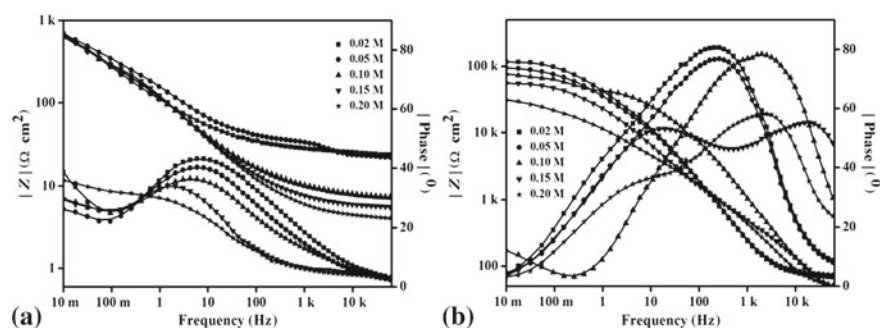 1 k
100
10
1
| Z | (Ω cm²)
80
60
40
20
0
| Phase | (⁰)
0.02 M
0.05 M
0.10 M
0.15 M
0.20 M
10 m 100 m 1 10 100 1 k 10 k
Frequency (Hz)
(a)
100 k
10 k
1 k
100
| Z | (Ω cm²)
80
60
40
20
0
| Phase | (⁰)
0.02 M
0.05 M
0.10 M
0.15 M
0.20 M
10 m 100 m 1 10 100 1 k 10 k
Frequency (Hz)
(b)